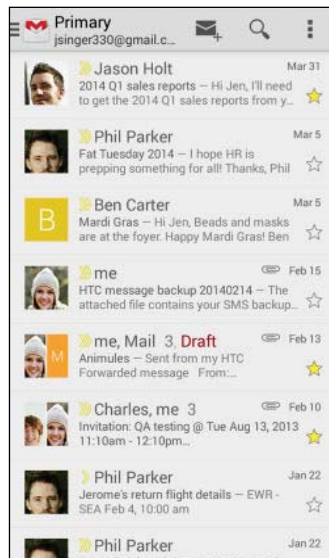 Primary
jsinger330@gmail.c...
Jason Holt Mar 31
2014 Q1 sales reports — Hi Jen, I'll need
to get the 2014 Q1 sales reports from y...
Phil Parker Mar 5
Fat Tuesday 2014 — I hope HR is
prepping something for all! Thanks, Phil
B
Ben Carter Mar 5
Mardi Gras — Hi Jen, Beads and masks
are at the foyer. Happy Mardi Gras! Ben
me Feb 15
HTC message backup 20140214 — The
attached file contains your SMS backup...
M
me, Mail 3, Draft Feb 13
Animules — Sent from my HTC
Forwarded message From:...
Charles, me 3 Feb 10
Invitation: QA testing @ Tue Aug 13, 2013
11:10am - 12:10pm...
Phil Parker Jan 22
Jerome's return flight details — EWR -
SEA Feb 4, 10:00 am
Phil Parker Jan 22